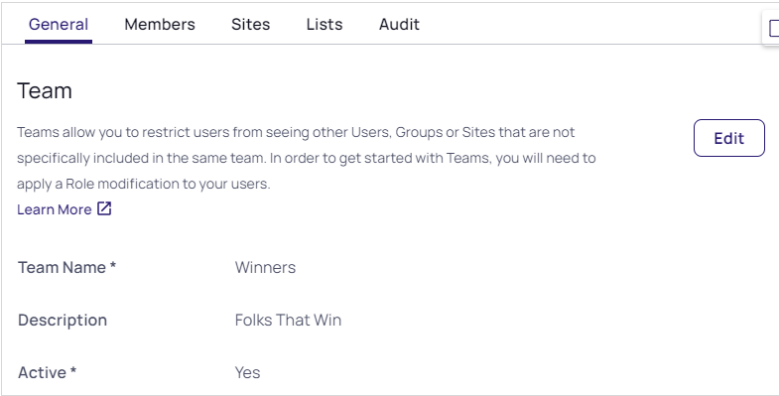 General Members Sites Lists Audit
Team
Teams allow you to restrict users from seeing other Users, Groups or Sites that are not
specifically included in the same team. In order to get started with Teams, you will need to
apply a Role modification to your users.
Edit
Learn More
Team Name * Winners
Description Folks That Win
Active * Yes